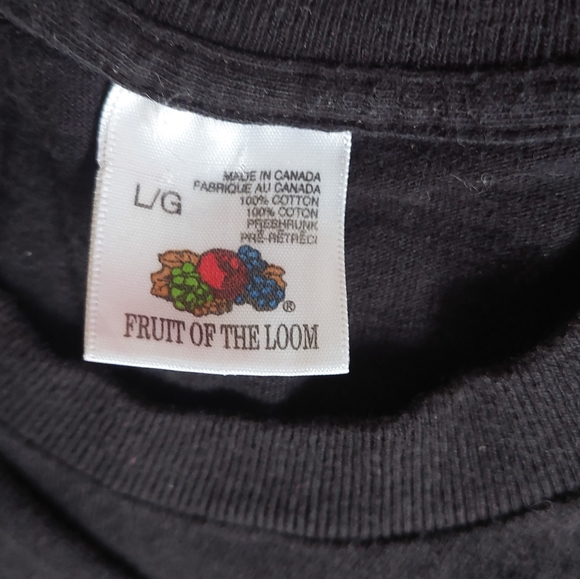 L/G
MADE IN CANADA
FABRIQUE AU CANADA
100% COTTON
100% COTON
PRESHRUNK
PRÉ-RÉTRÉCI
®
FRUIT OF THE LOOM